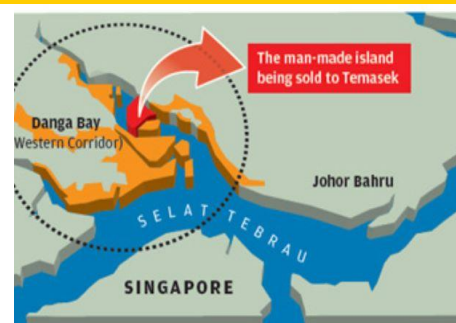 The man-made island
being sold to Temasek
Danga Bay
(Western Corridor)
Johor Bahru
SELAT TEBRAU
SINGAPORE